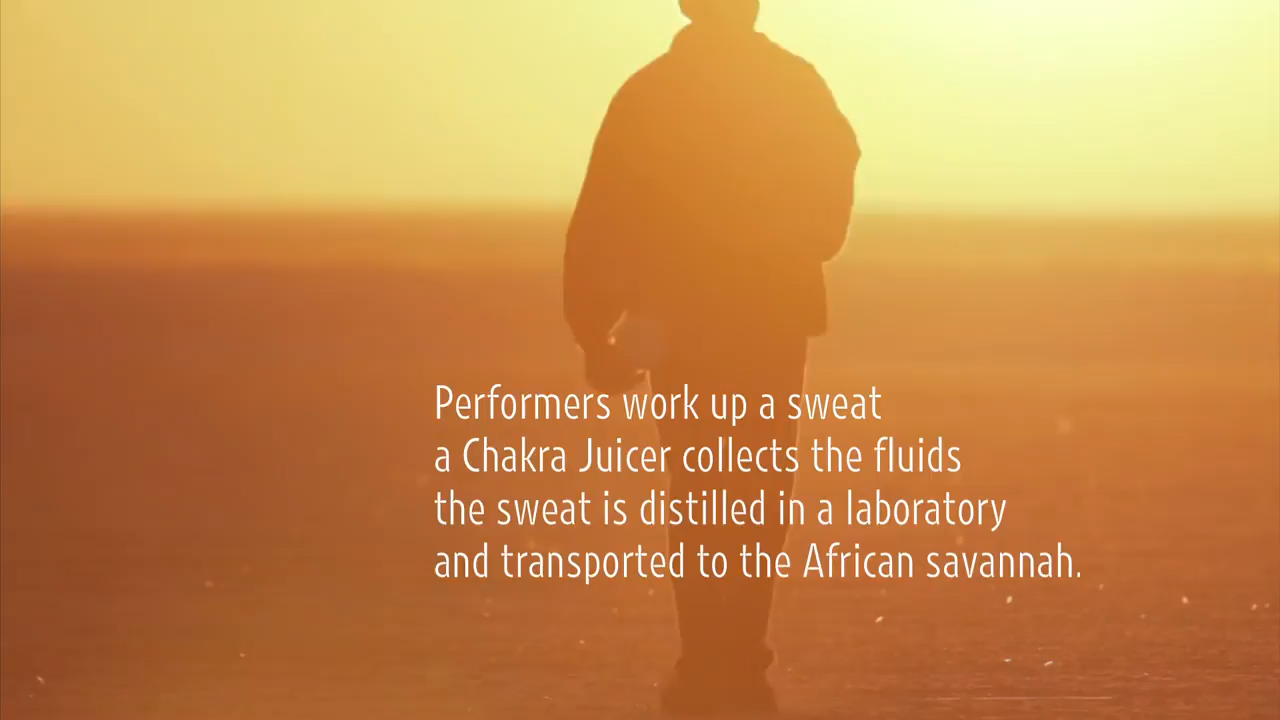 Performers work up a sweat
a Chakra Juicer collects the fluids
the sweat is distilled in a laboratory
and transported to the African savannah.